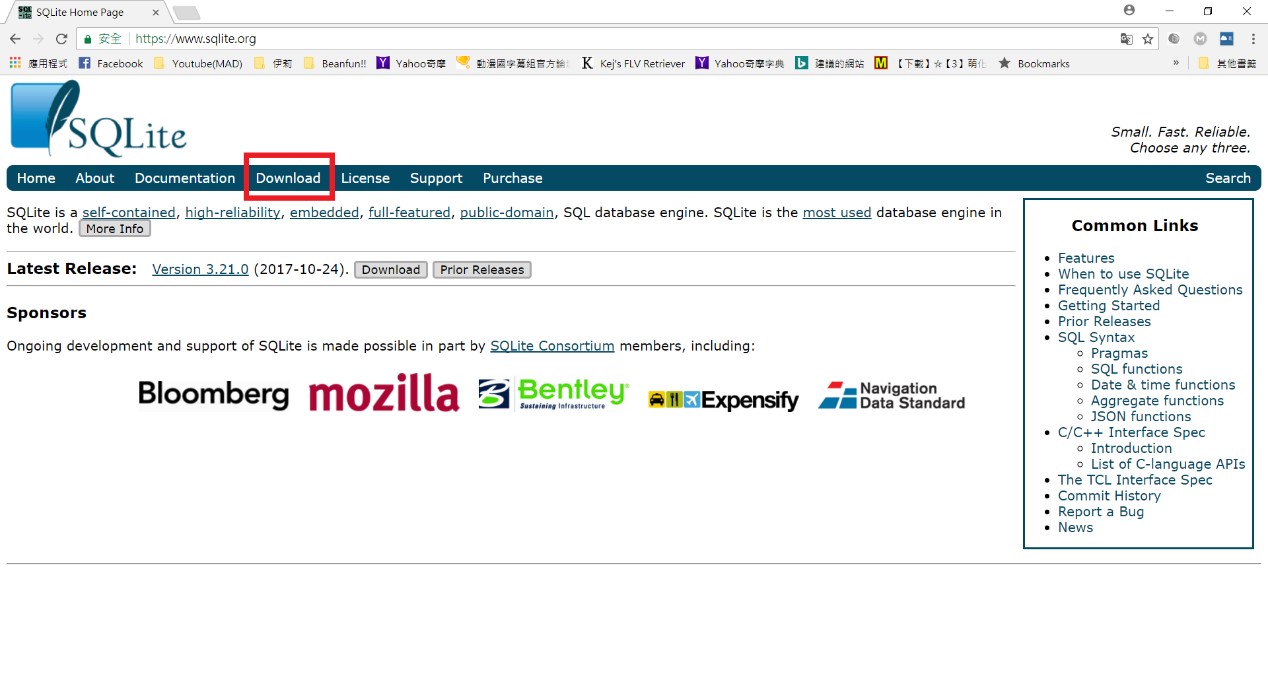 SQLite Home Page
安全 https://www.sqlite.org
應用程式 Facebook Youtube(MAD) 伊莉 Beanfun!! Yahoo奇摩 動漫國字萬組官方論 Kej's FLV Retriever Yahoo奇摩字典 建議的網站 【下載】☆【3】萌化 Bookmarks » 其他書籤
SQLite
Small. Fast. Reliable.
Choose any three.
Home About Documentation Download License Support Purchase Search
SQLite is a self-contained, high-reliability, embedded, full-featured, public-domain, SQL database engine. SQLite is the most used database engine in
the world. More Info
Latest Release: Version 3.21.0 (2017-10-24). Download Prior Releases
Sponsors
Ongoing development and support of SQLite is made possible in part by SQLite Consortium members, including:
Bloomberg mozilla Bentley Expensify Navigation
Sustaining Infrastructure Data Standard
Common Links
Features
When to use SQLite
Frequently Asked Questions
Getting Started
Prior Releases
SQL Syntax
Pragmas
SQL functions
Date & time functions
Aggregate functions
JSON functions
C/C++ Interface Spec
Introduction
List of C-language APIs
The TCL Interface Spec
Commit History
Report a Bug
News